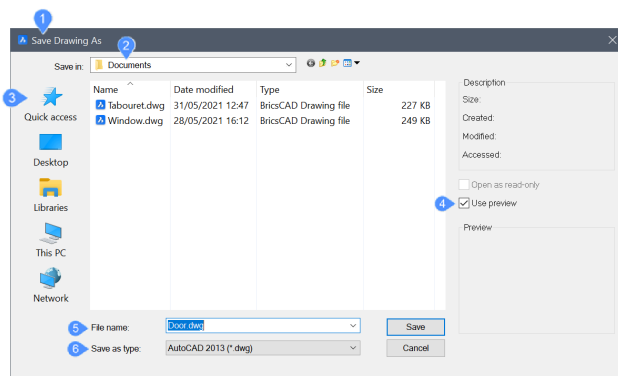 1
Save Drawing As
2
Save in: Documents
3
Quick access
Desktop
Libraries
This PC
Network
Name Date modified Type Size
Tabouret.dwg 31/05/2021 12:47 BricsCAD Drawing file 227 KB
Window.dwg 28/05/2021 16:12 BricsCAD Drawing file 249 KB
Description
Size:
Created:
Modified:
Accessed:
Open as read-only
4 Use preview
Preview
5 File name: Door.dwg Save
6 Save as type: AutoCAD 2013 (*.dwg) Cancel